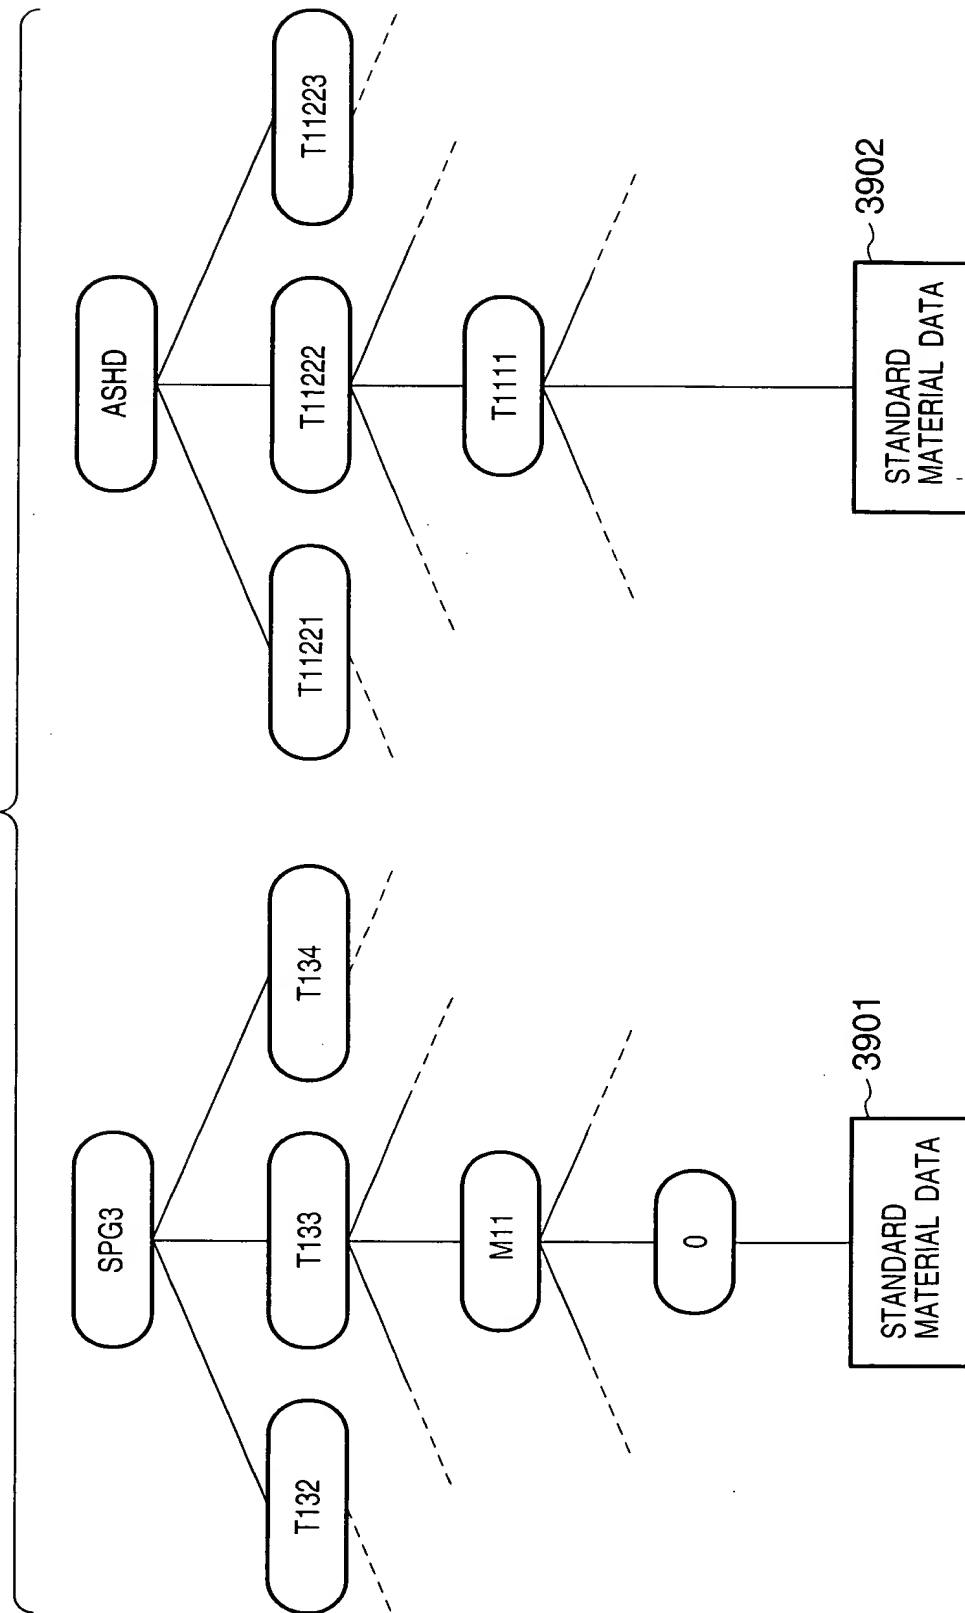 SPG3
ASHD
T132
T133
T134
T11221
T11222
T11223
M11
T1111
0
3901
3902
STANDARD
MATERIAL DATA
STANDARD
MATERIAL DATA